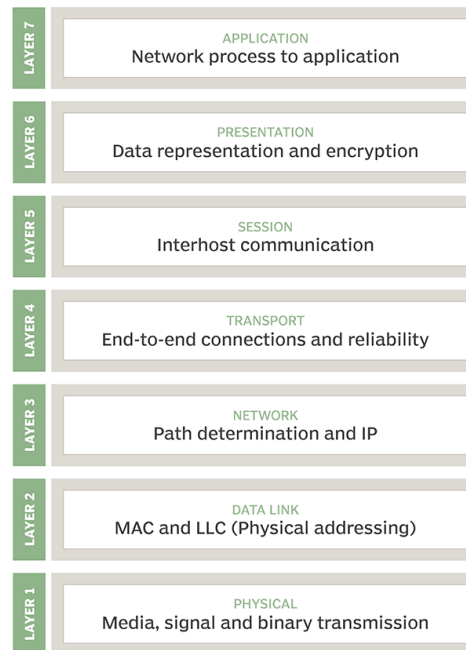 LAYER 7
APPLICATION
Network process to application
LAYER 6
PRESENTATION
Data representation and encryption
LAYER 5
SESSION
Interhost communication
LAYER 4
TRANSPORT
End-to-end connections and reliability
LAYER 3
NETWORK
Path determination and IP
LAYER 2
DATA LINK
MAC and LLC (Physical addressing)
LAYER 1
PHYSICAL
Media, signal and binary transmission